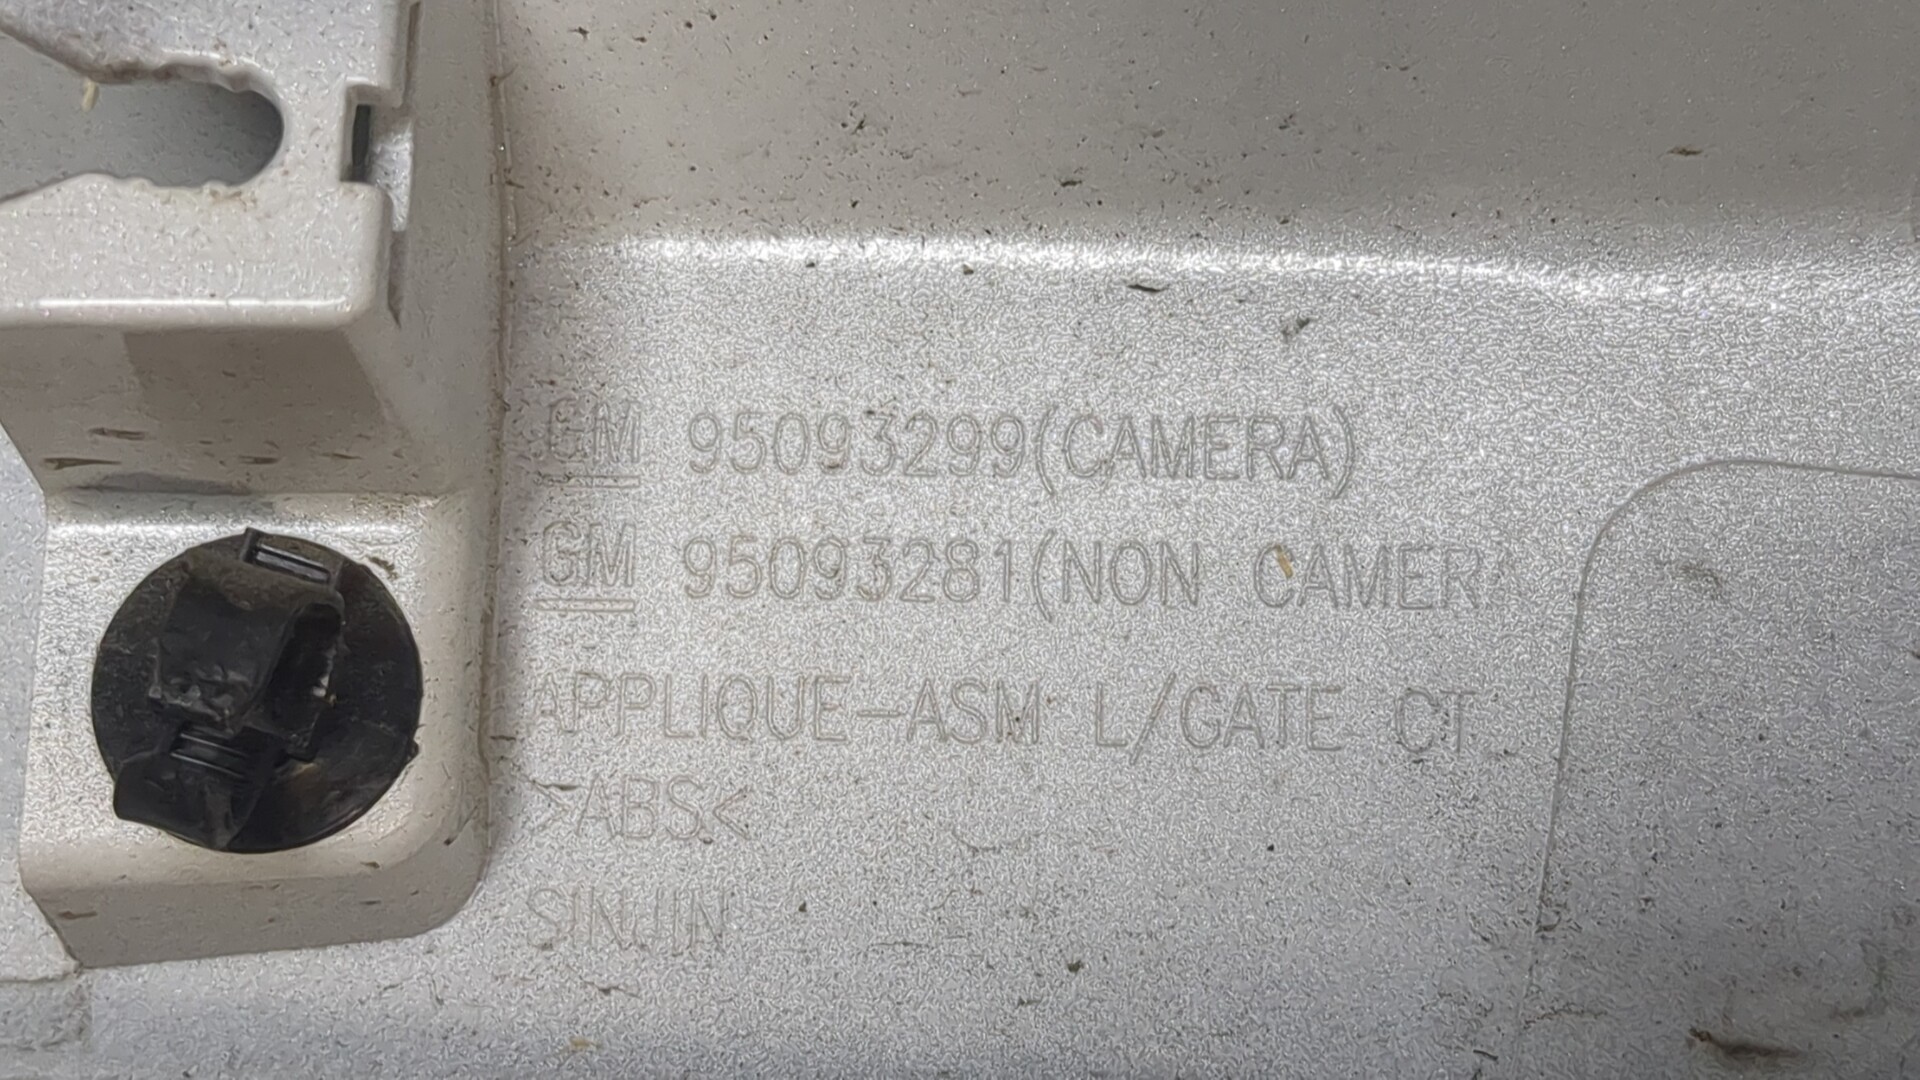 GM 95093299(CAMERA)
GM 95093281(NON CAMER
APPLIQUE-ASM L/GATE CT
>ABS<
SINJIN